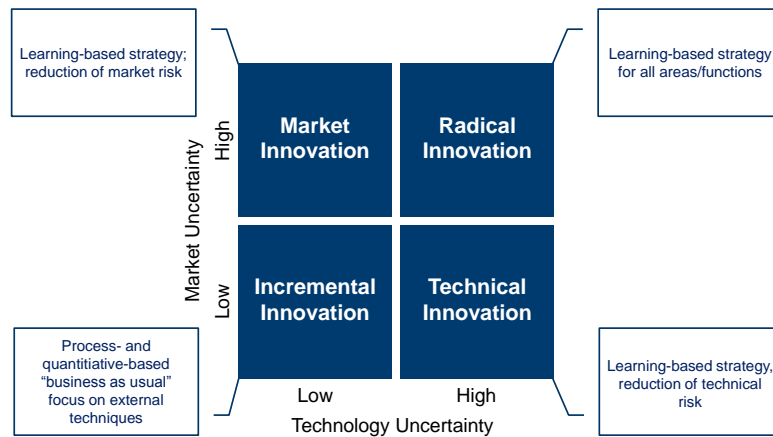 Learning-based strategy;
reduction of market risk
Learning-based strategy
for all areas/functions
Market Uncertainty
High
Market
Innovation
Radical
Innovation
Low
Incremental
Innovation
Technical
Innovation
Process- and
quantitiative-based
“business as usual”
focus on external
techniques
Learning-based strategy,
reduction of technical
risk
Low
High
Technology Uncertainty